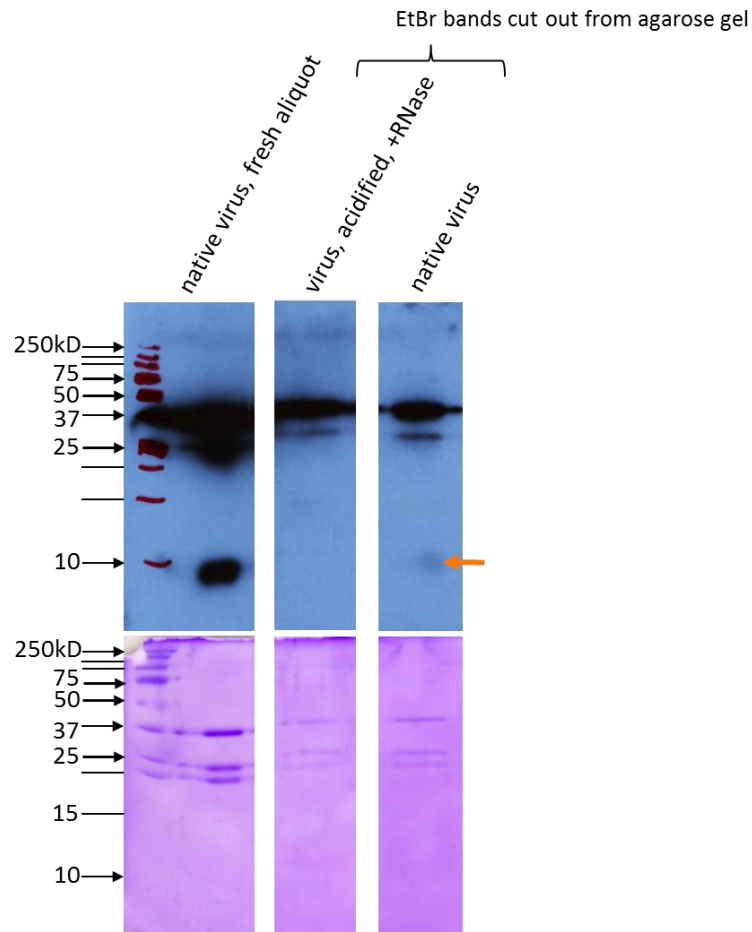 EtBr bands cut out from agarose gel
native virus, fresh aliquot
virus, acidified, +RNase
native virus
250kD
75
50
37
25
10
250kD
75
50
37
25
15
10